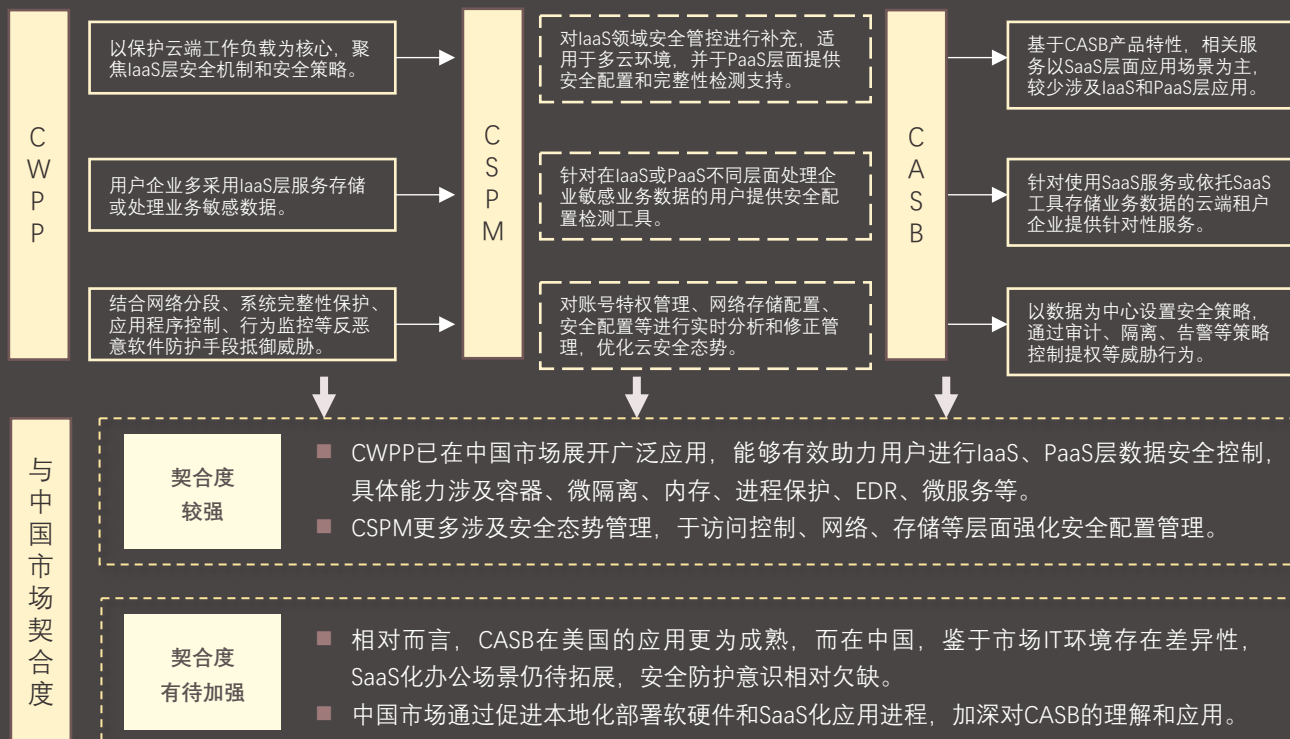 CWPP
以保护云端工作负载为核心，聚
焦IaaS层安全机制和安全策略。
用户企业多采用IaaS层服务存储
或处理业务敏感数据。
结合网络分段、系统完整性保护、
应用程序控制、行为监控等反恶
意软件防护手段抵御威胁。
CSPM
对IaaS领域安全管控进行补充，适
用于多云环境，并于PaaS层面提供
安全配置和完整性检测支持。
针对在IaaS或PaaS不同层面处理企
业敏感业务数据的用户提供安全配
置检测工具。
对账号特权管理、网络存储配置、
安全配置等进行实时分析和修正管
理，优化云安全态势。
CASB
基于CASB产品特性，相关服
务以SaaS层面应用场景为主，
较少涉及IaaS和PaaS层应用。
针对使用SaaS服务或依托SaaS
工具存储业务数据的云端租户
企业提供针对性服务。
以数据为中心设置安全策略，
通过审计、隔离、告警等策略
控制提权等威胁行为。
与中国市场契合度
契合度
较强
CWPP已在中国市场展开广泛应用，能够有效助力用户进行IaaS、PaaS层数据安全控制，
具体能力涉及容器、微隔离、内存、进程保护、EDR、微服务等。
CSPM更多涉及安全态势管理，于访问控制、网络、存储等层面强化安全配置管理。
契合度
有待加强
相对而言，CASB在美国的应用更为成熟，而在中国，鉴于市场IT环境存在差异性，
SaaS化办公场景仍待拓展，安全防护意识相对欠缺。
中国市场通过促进本地化部署软硬件和SaaS化应用进程，加深对CASB的理解和应用。